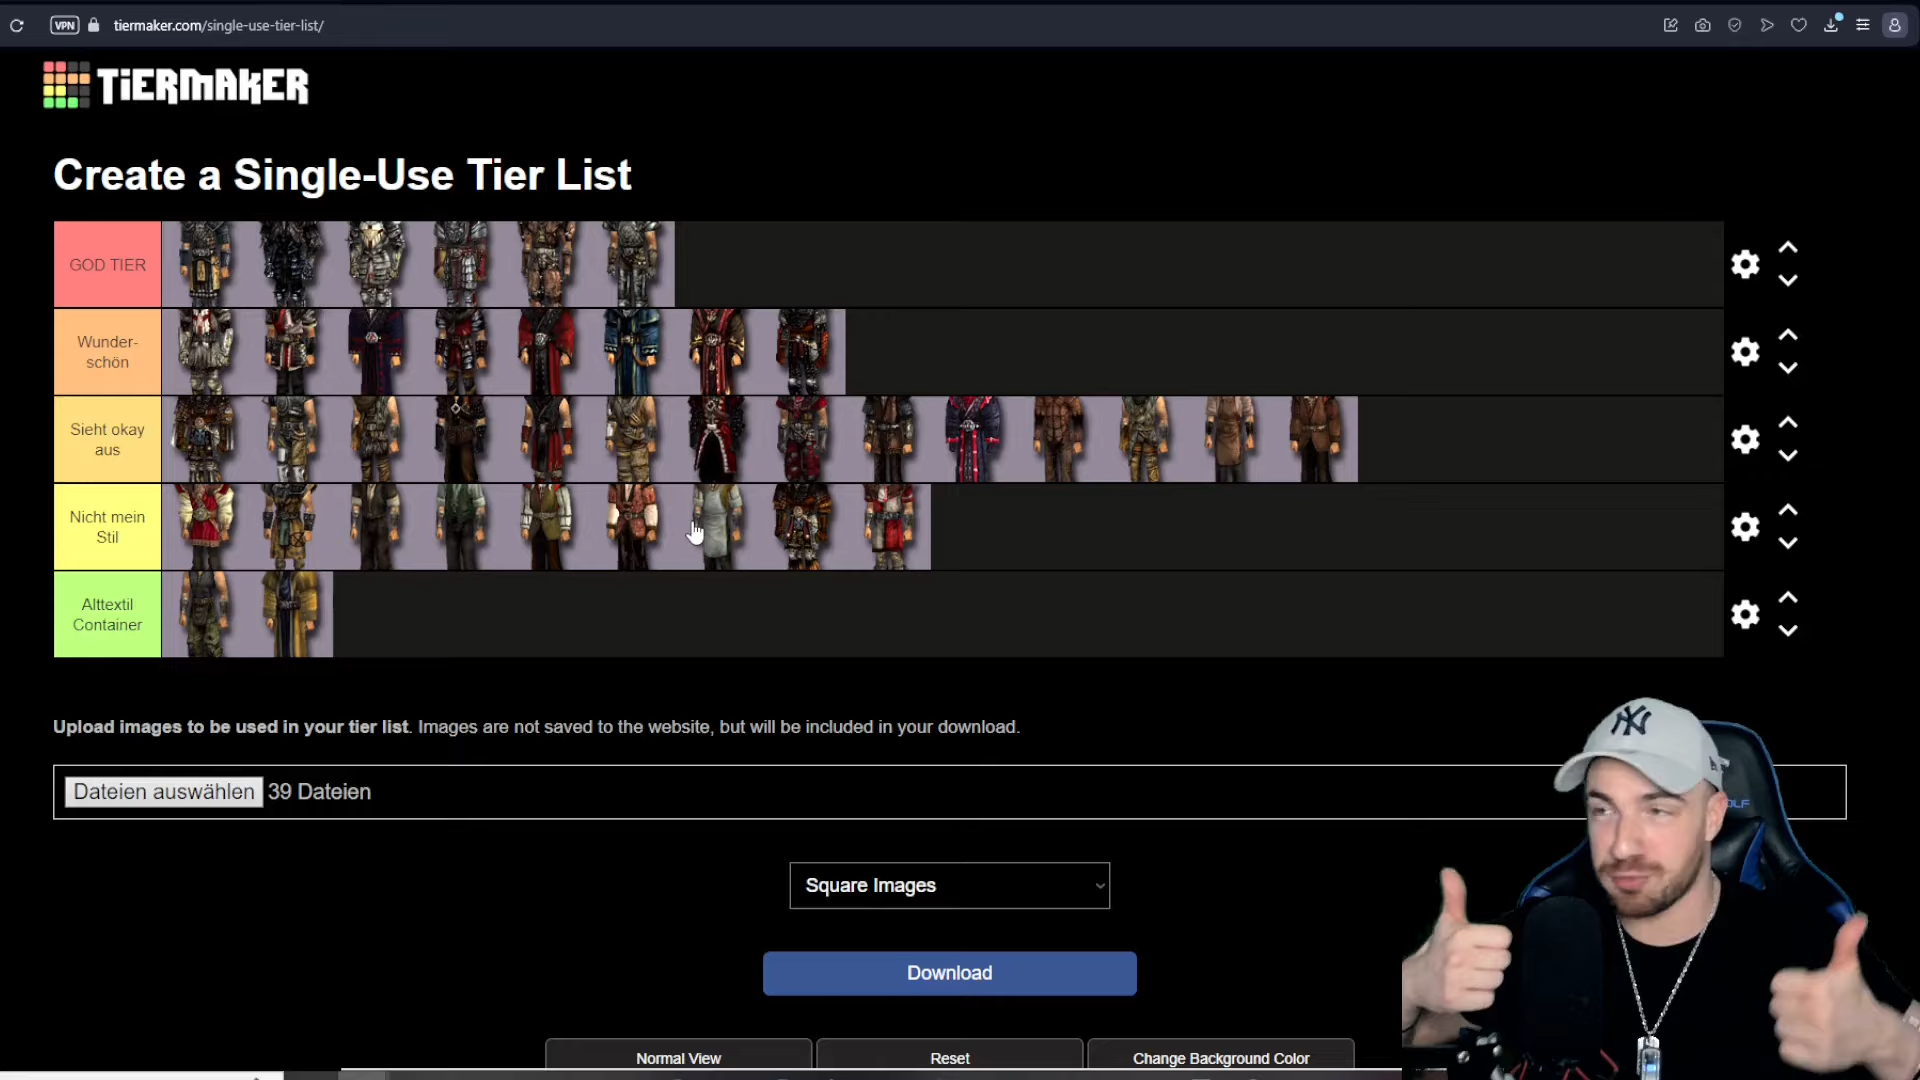 VPN
tiermaker.com/single-use-tier-list/
TiERMAKER
Create a Single-Use Tier List
GOD TIER
Wunder-
schön
Sieht okay
aus
Nicht mein
Stil
Alttextil
Container
Upload images to be used in your tier list. Images are not saved to the website, but will be included in your download.
Dateien auswählen 39 Dateien
Square Images
Download
Normal View
Reset
Change Background Color
NY
OLF